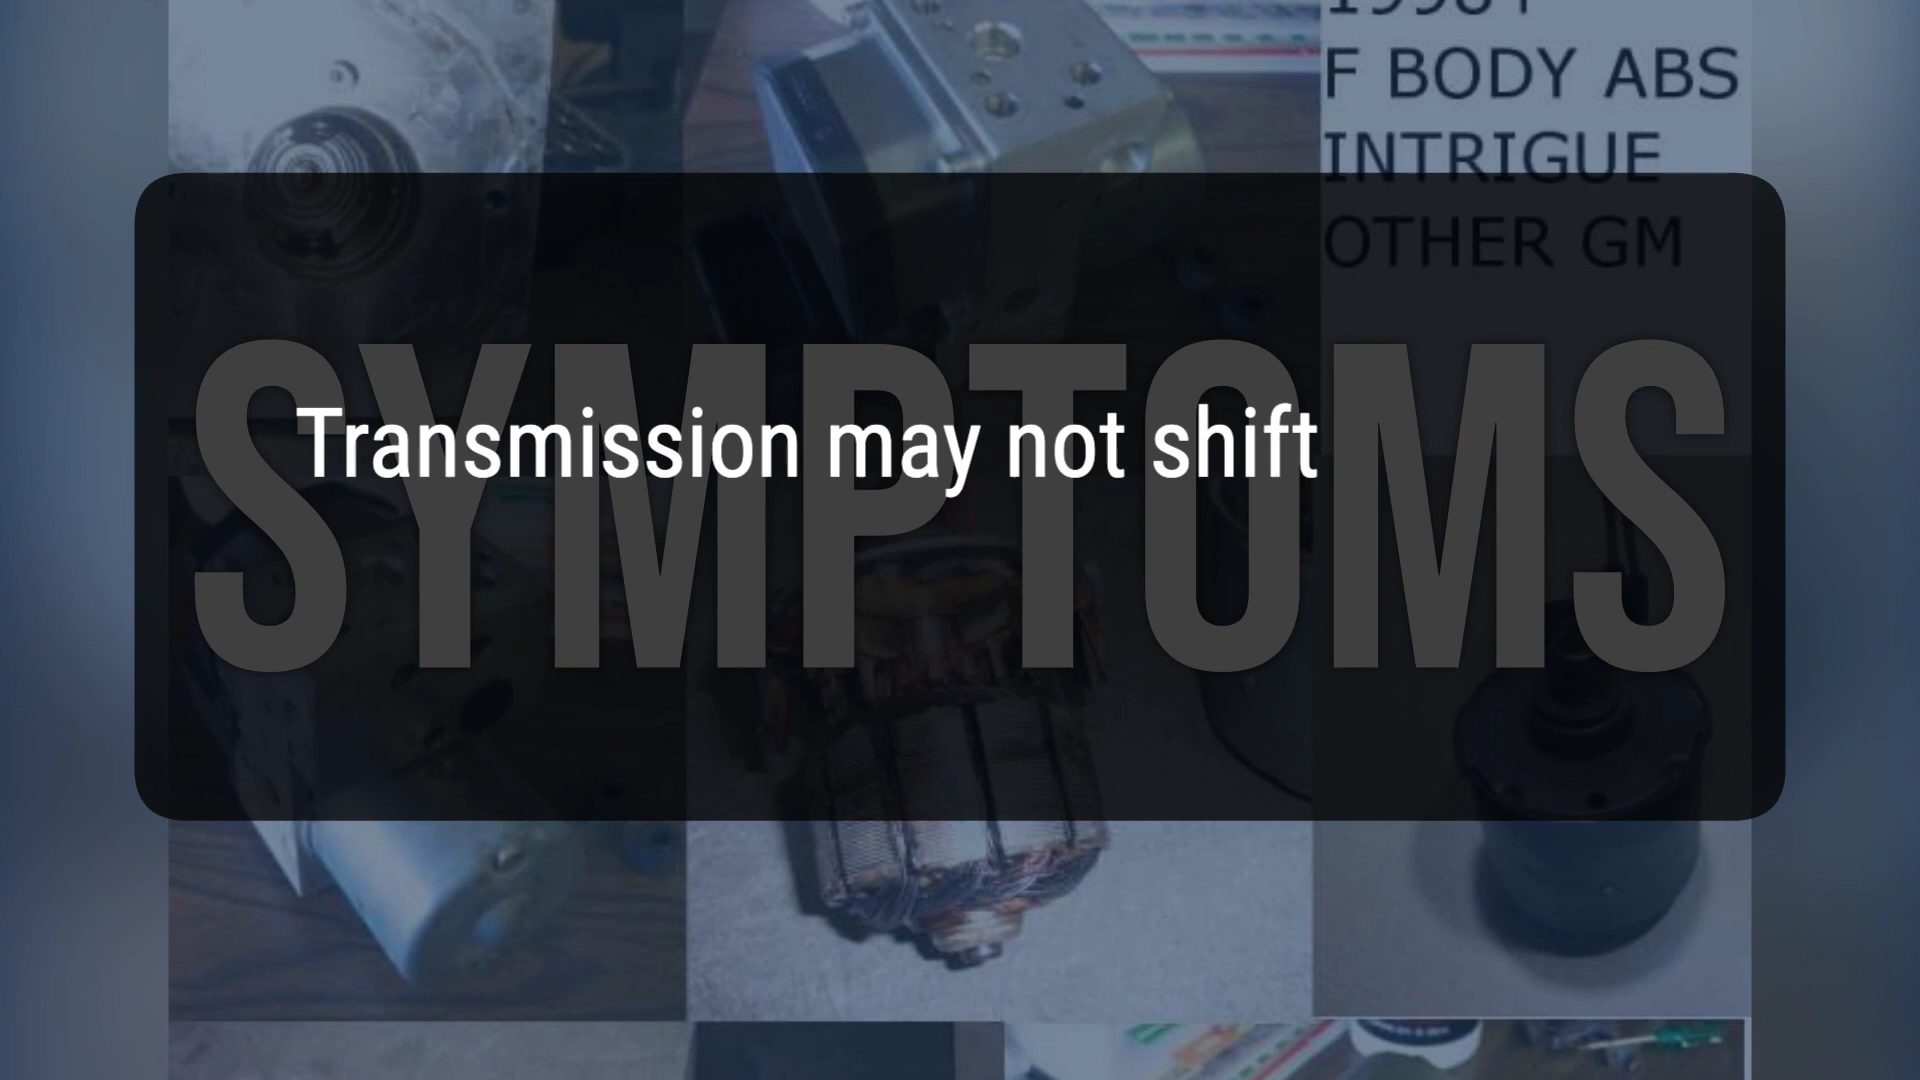 F BODY ABS
INTRIGUE
OTHER GM
SYMPTOMS
Transmission may not shift